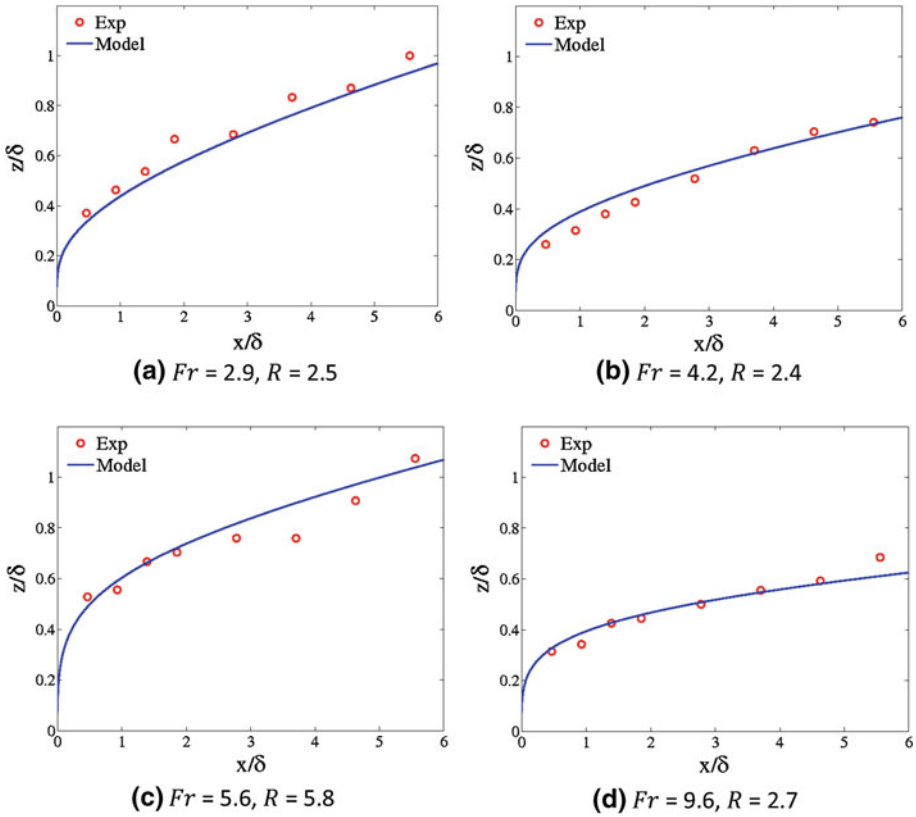 Exp
Model
z/δ
1
0.8
0.6
0.4
0.2
0
0 1 2 3 4 5 6
x/δ
(a) Fr = 2.9, R = 2.5
Exp
Model
z/δ
1
0.8
0.6
0.4
0.2
0
0 1 2 3 4 5 6
x/δ
(b) Fr = 4.2, R = 2.4
Exp
Model
z/δ
1
0.8
0.6
0.4
0.2
0
0 1 2 3 4 5 6
x/δ
(c) Fr = 5.6, R = 5.8
Exp
Model
z/δ
1
0.8
0.6
0.4
0.2
0
0 1 2 3 4 5 6
x/δ
(d) Fr = 9.6, R = 2.7